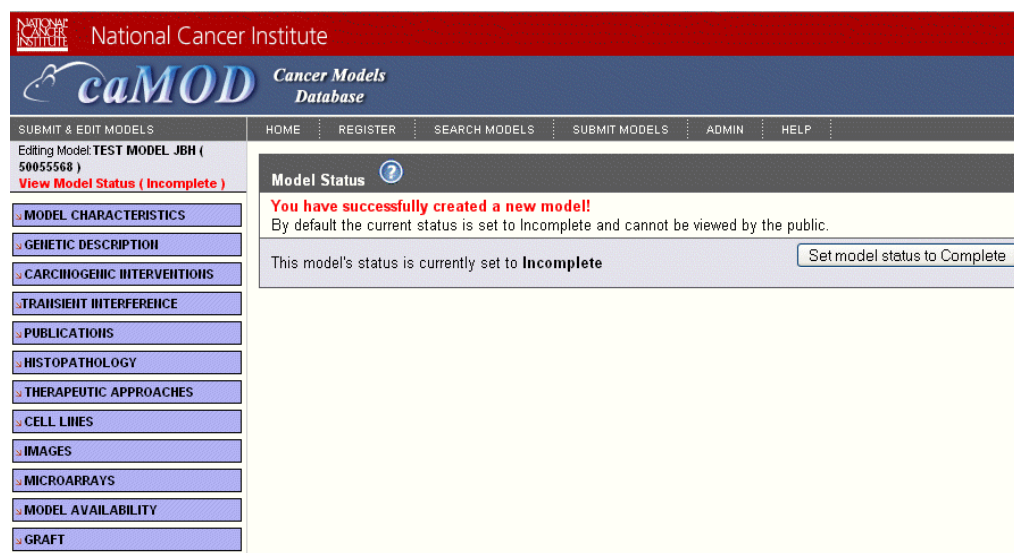 NATIONAL
CANCER
INSTITUTE
National Cancer Institute
caMOD
Cancer Models
Database
SUBMIT & EDIT MODELS
HOME
REGISTER
SEARCH MODELS
SUBMIT MODELS
ADMIN
HELP
Editing Model: TEST MODEL JBH (
50055568 )
View Model Status ( Incomplete )
MODEL CHARACTERISTICS
GENETIC DESCRIPTION
CARCINOGENIC INTERVENTIONS
TRANSIENT INTERFERENCE
PUBLICATIONS
HISTOPATHOLOGY
THERAPEUTIC APPROACHES
CELL LINES
IMAGES
MICROARRAYS
MODEL AVAILABILITY
GRAFT
Model Status ?
You have successfully created a new model!
By default the current status is set to Incomplete and cannot be viewed by the public.
This model's status is currently set to Incomplete
Set model status to Complete